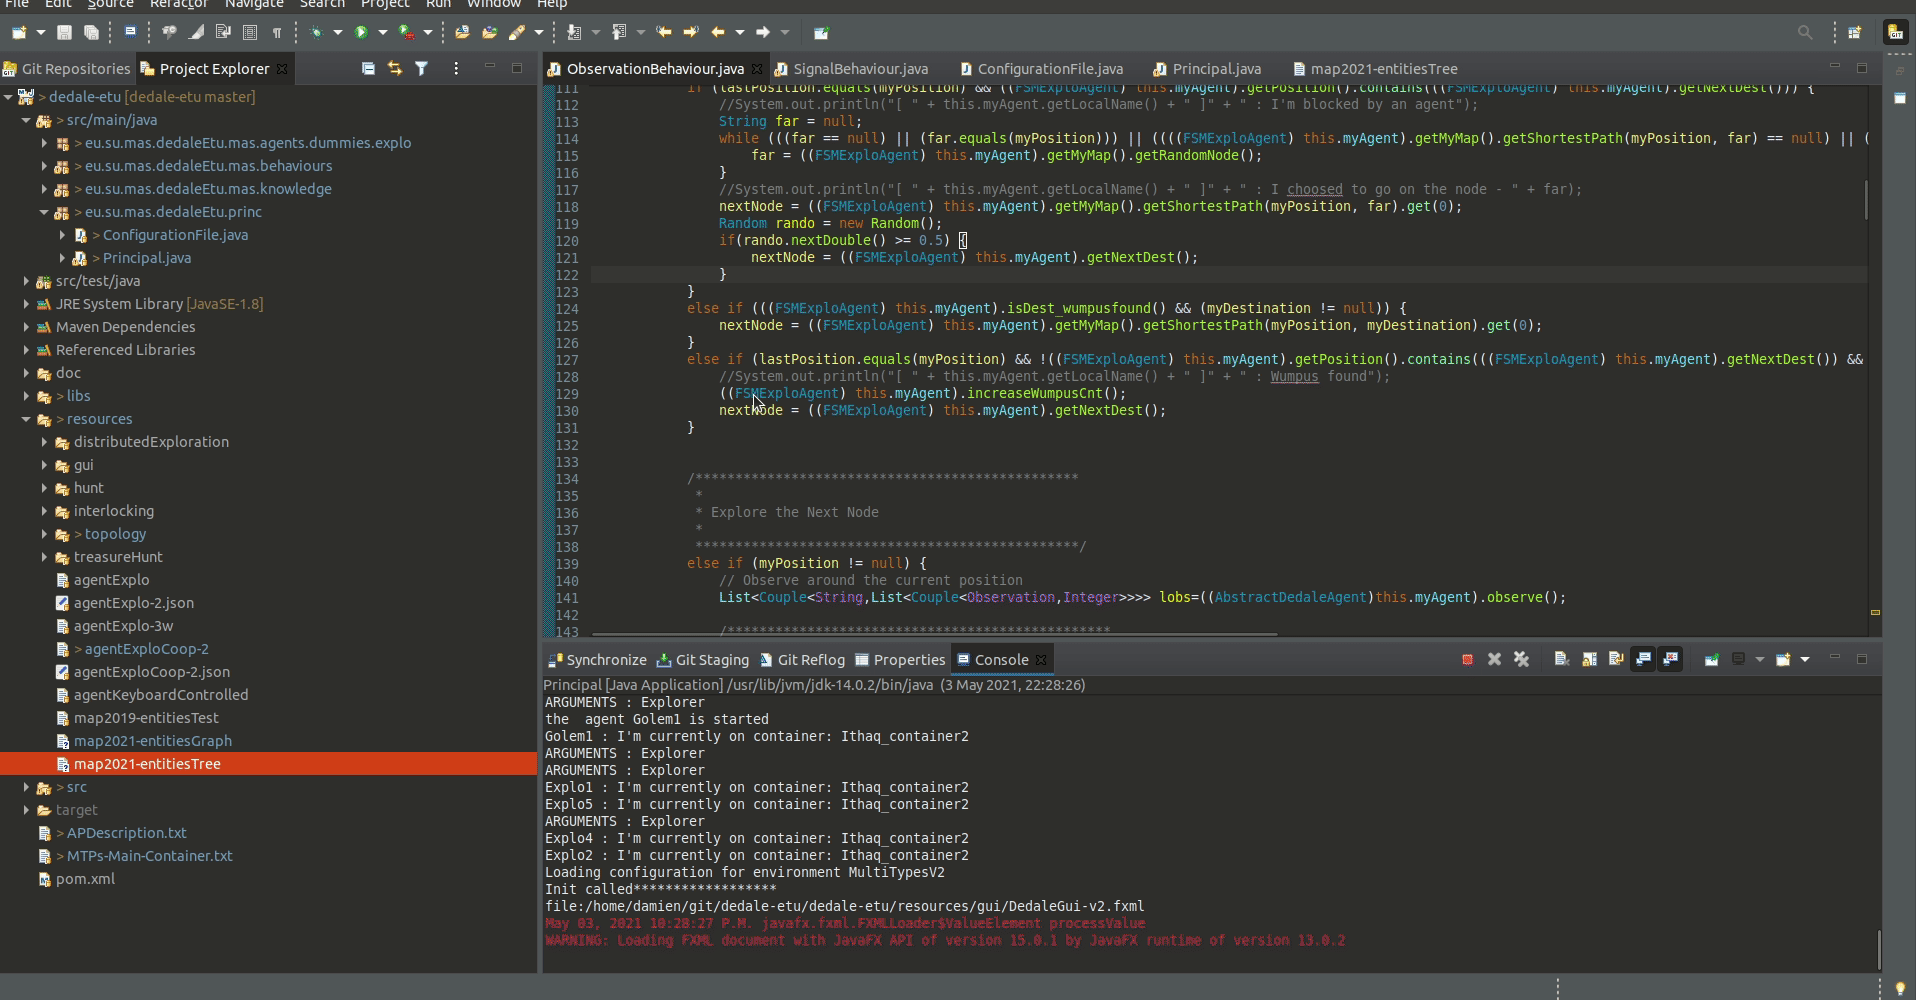 File Edit Source Refactor Navigate Search Project Run Window Help
Git Repositories Project Explorer
> dedale-etu [dedale-etu master]
> src/main/java
> eu.su.mas.dedaleEtu.mas.agents.dummies.explo
> eu.su.mas.dedaleEtu.mas.behaviours
> eu.su.mas.dedaleEtu.mas.knowledge
> eu.su.mas.dedaleEtu.princ
> ConfigurationFile.java
> Principal.java
src/test/java
JRE System Library [JavaSE-1.8]
Maven Dependencies
Referenced Libraries
doc
> libs
> resources
distributedExploration
gui
hunt
interlocking
> topology
treasureHunt
agentExplo
agentExplo-2.json
agentExplo-3w
> agentExploCoop-2
agentExploCoop-2.json
agentKeyboardControlled
map2019-entitiesTest
map2021-entitiesGraph
map2021-entitiesTree
> src
target
> APDescription.txt
> MTPs-Main-Container.txt
pom.xml
ObservationBehaviour.java SignalBehaviour.java ConfigurationFile.java Principal.java map2021-entitiesTree
111 if (lastPosition.equals(myPosition) && ((FSMExploAgent) this.myAgent).getPosition().contains(((FSMExploAgent) this.myAgent).getNextDest())) {
112 //System.out.println("[ " + this.myAgent.getLocalName() + " ]" + " : I'm blocked by an agent");
113 String far = null;
114 while (((far == null) || (far.equals(myPosition))) || ((((FSMExploAgent) this.myAgent).getMyMap().getShortestPath(myPosition, far) == null) || (
115 far = ((FSMExploAgent) this.myAgent).getMyMap().getRandomNode();
116 }
117 //System.out.println("[ " + this.myAgent.getLocalName() + " ]" + " : I choosed to go on the node - " + far);
118 nextNode = ((FSMExploAgent) this.myAgent).getMyMap().getShortestPath(myPosition, far).get(0);
119 Random rando = new Random();
120 if(rando.nextDouble() >= 0.5) {
121 nextNode = ((FSMExploAgent) this.myAgent).getNextDest();
122 }
123 }
124 else if (((FSMExploAgent) this.myAgent).isDest_wumpusfound() && (myDestination != null)) {
125 nextNode = ((FSMExploAgent) this.myAgent).getMyMap().getShortestPath(myPosition, myDestination).get(0);
126 }
127 else if (lastPosition.equals(myPosition) && !((FSMExploAgent) this.myAgent).getPosition().contains(((FSMExploAgent) this.myAgent).getNextDest()) &&
128 //System.out.println("[ " + this.myAgent.getLocalName() + " ]" + " : Wumpus found");
129 ((FSMExploAgent) this.myAgent).increaseWumpusCnt();
130 nextNode = ((FSMExploAgent) this.myAgent).getNextDest();
131 }
132
133
134 /************************************************
135 *
136 * Explore the Next Node
137 *
138 ************************************************/
139 else if (myPosition != null) {
140 // Observe around the current position
141 List<Couple<String,List<Couple<Observation,Integer>>>> lobs=((AbstractDedaleAgent)this.myAgent).observe();
142
143 /************************************************
Synchronize Git Staging Git Reflog Properties Console
Principal [Java Application] /usr/lib/jvm/jdk-14.0.2/bin/java (3 May 2021, 22:28:26)
ARGUMENTS : Explorer
the  agent Golem1 is started
Golem1 : I'm currently on container: Ithaq_container2
ARGUMENTS : Explorer
ARGUMENTS : Explorer
Explo1 : I'm currently on container: Ithaq_container2
Explo5 : I'm currently on container: Ithaq_container2
ARGUMENTS : Explorer
Explo4 : I'm currently on container: Ithaq_container2
Explo2 : I'm currently on container: Ithaq_container2
Loading configuration for environment MultiTypesV2
Init called******************
file:/home/damien/git/dedale-etu/dedale-etu/resources/gui/DedaleGui-v2.fxml
May 03, 2021 10:28:27 P.M. javafx.fxml.FXMLLoader$ValueElement processValue
WARNING: Loading FXML document with JavaFX API of version 15.0.1 by JavaFX runtime of version 13.0.2